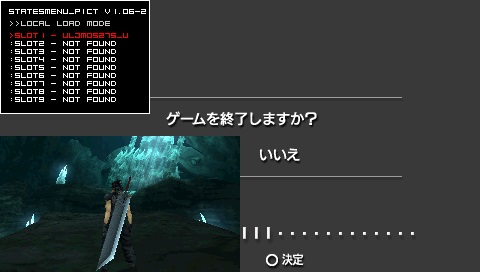 STATESMENU_PICT V1.06-2
>>LOCAL LOAD MODE
>SLOT1 - ULJM05275_U
:SLOT2 - NOT FOUND
:SLOT3 - NOT FOUND
:SLOT4 - NOT FOUND
:SLOT5 - NOT FOUND
:SLOT6 - NOT FOUND
:SLOT7 - NOT FOUND
:SLOT8 - NOT FOUND
:SLOT9 - NOT FOUND
ゲームを終了しますか?
いいえ
決定